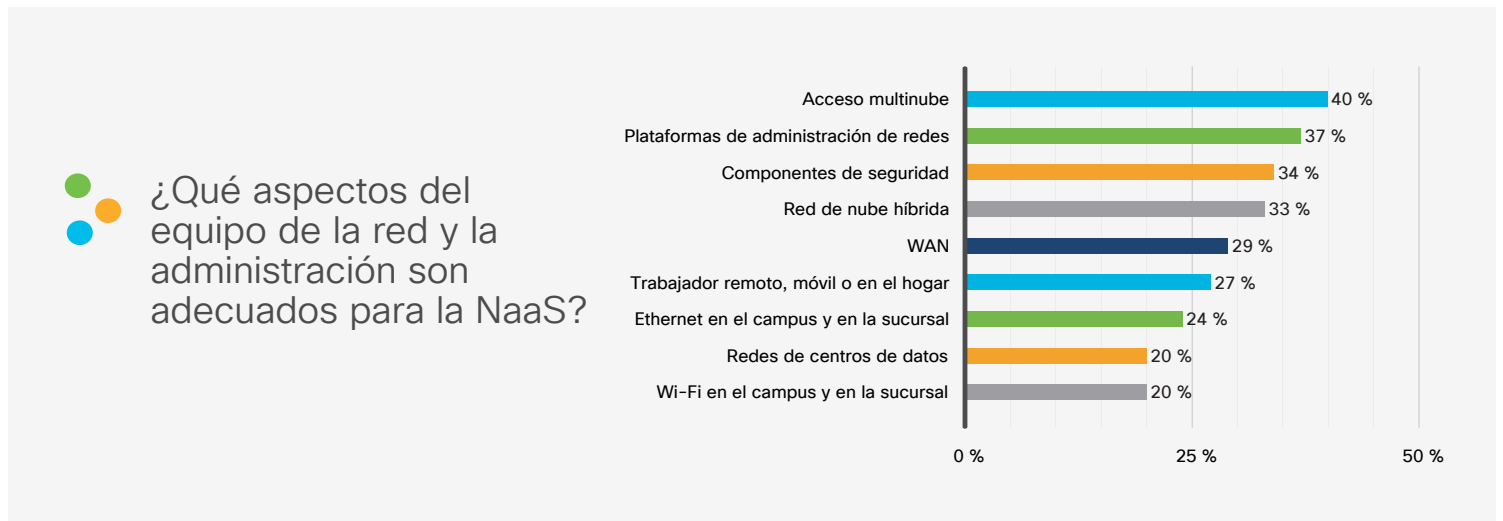 ¿Qué aspectos del
equipo de la red y la
administración son
adecuados para la NaaS?
Acceso multinube 40 %
Plataformas de administración de redes 37 %
Componentes de seguridad 34 %
Red de nube híbrida 33 %
WAN 29 %
Trabajador remoto, móvil o en el hogar 27 %
Ethernet en el campus y en la sucursal 24 %
Redes de centros de datos 20 %
Wi-Fi en el campus y en la sucursal 20 %
0 % 25 % 50 %